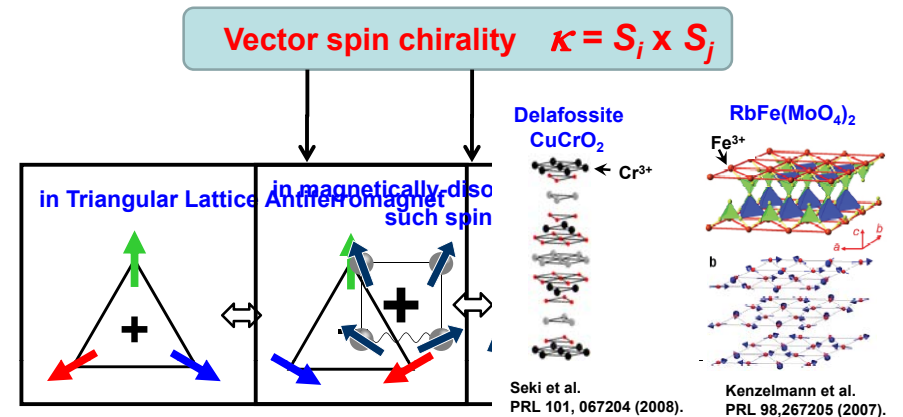 Vector spin chirality κ = Si x Sj
Delafossite
CuCrO2
RbFe(MoO4)2
Fe3+
Cr3+
in Triangular Lattice Antiferromagnet
in magnetically-diso
such spin
+
+
c
b
a
b
Seki et al.
PRL 101, 067204 (2008).
Kenzelmann et al.
PRL 98,267205 (2007).